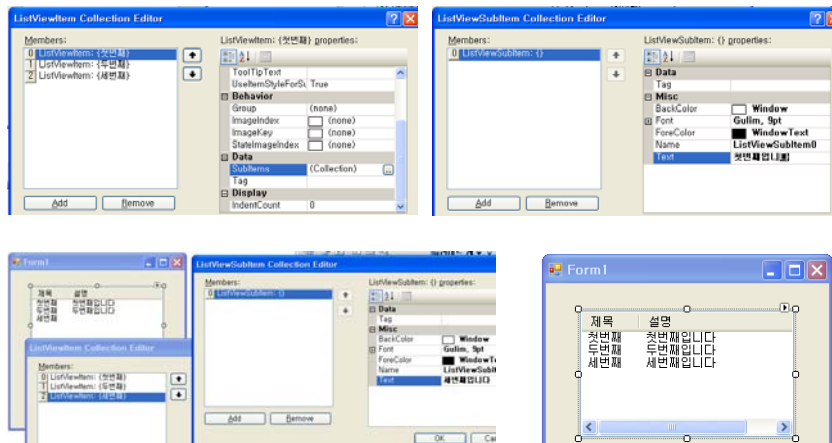 ListViewItem Collection Editor
Members:
0 ListViewItem: {첫번째}
1 ListViewItem: {두번째}
2 ListViewItem: {세번째}
Add Remove
ListViewItem: {첫번째} properties:
ToolTipText
UseItemStyleForSu True
Behavior
Group (none)
ImageIndex (none)
ImageKey (none)
StateImageIndex (none)
Data
SubItems (Collection) ...
Tag
Display
IndentCount 0
ListViewSubItem Collection Editor
Members:
0 ListViewSubItem: {}
Add Remove
ListViewSubItem: {} properties:
Data
Tag
Misc
BackColor Window
Font Gulim, 9pt
ForeColor WindowText
Name ListViewSubItem0
Text 첫번째입니다
Form1
제목 설명
첫번째 첫번째입니다
두번째 두번째입니다
세번째
ListViewItem Collection Editor
Members:
0 ListViewItem: {첫번째}
1 ListViewItem: {두번째}
2 ListViewItem: {세번째}
ListViewSubItem Collection Editor
Members:
0 ListViewSubItem: {}
Add Remove
ListViewSubItem: {} properties:
Data
Tag
Misc
BackColor Window
Font Gulim, 9pt
ForeColor WindowT
Name ListViewSubI
Text 세번째입니다
OK Can
Form1
제목 설명
첫번째 첫번째입니다
두번째 두번째입니다
세번째 세번째입니다